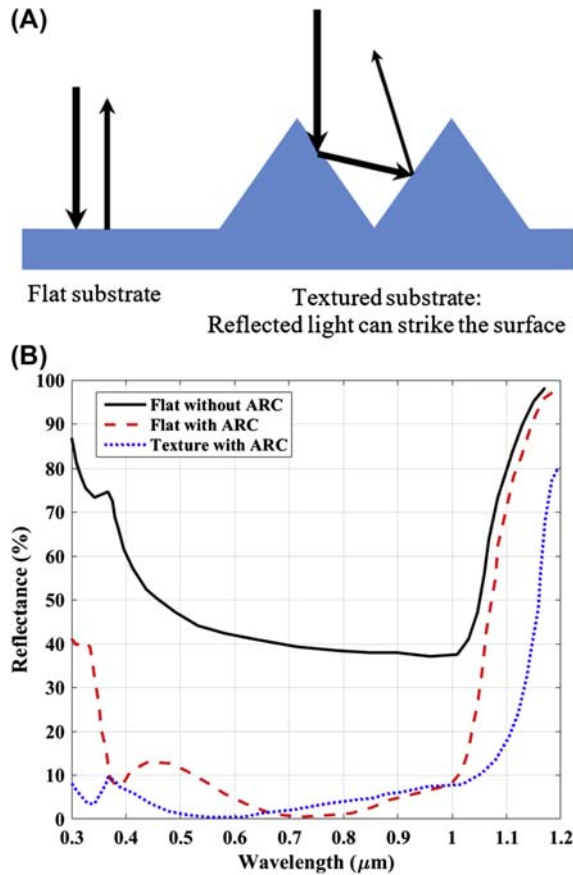 (A)
Flat substrate
Textured substrate:
Reflected light can strike the surface
(B)
100
90
80
70
60
50
40
30
20
10
0
Reflectance (%)
Flat without ARC
Flat with ARC
Texture with ARC
0.3 0.4 0.5 0.6 0.7 0.8 0.9 1 1.1 1.2
Wavelength (μm)